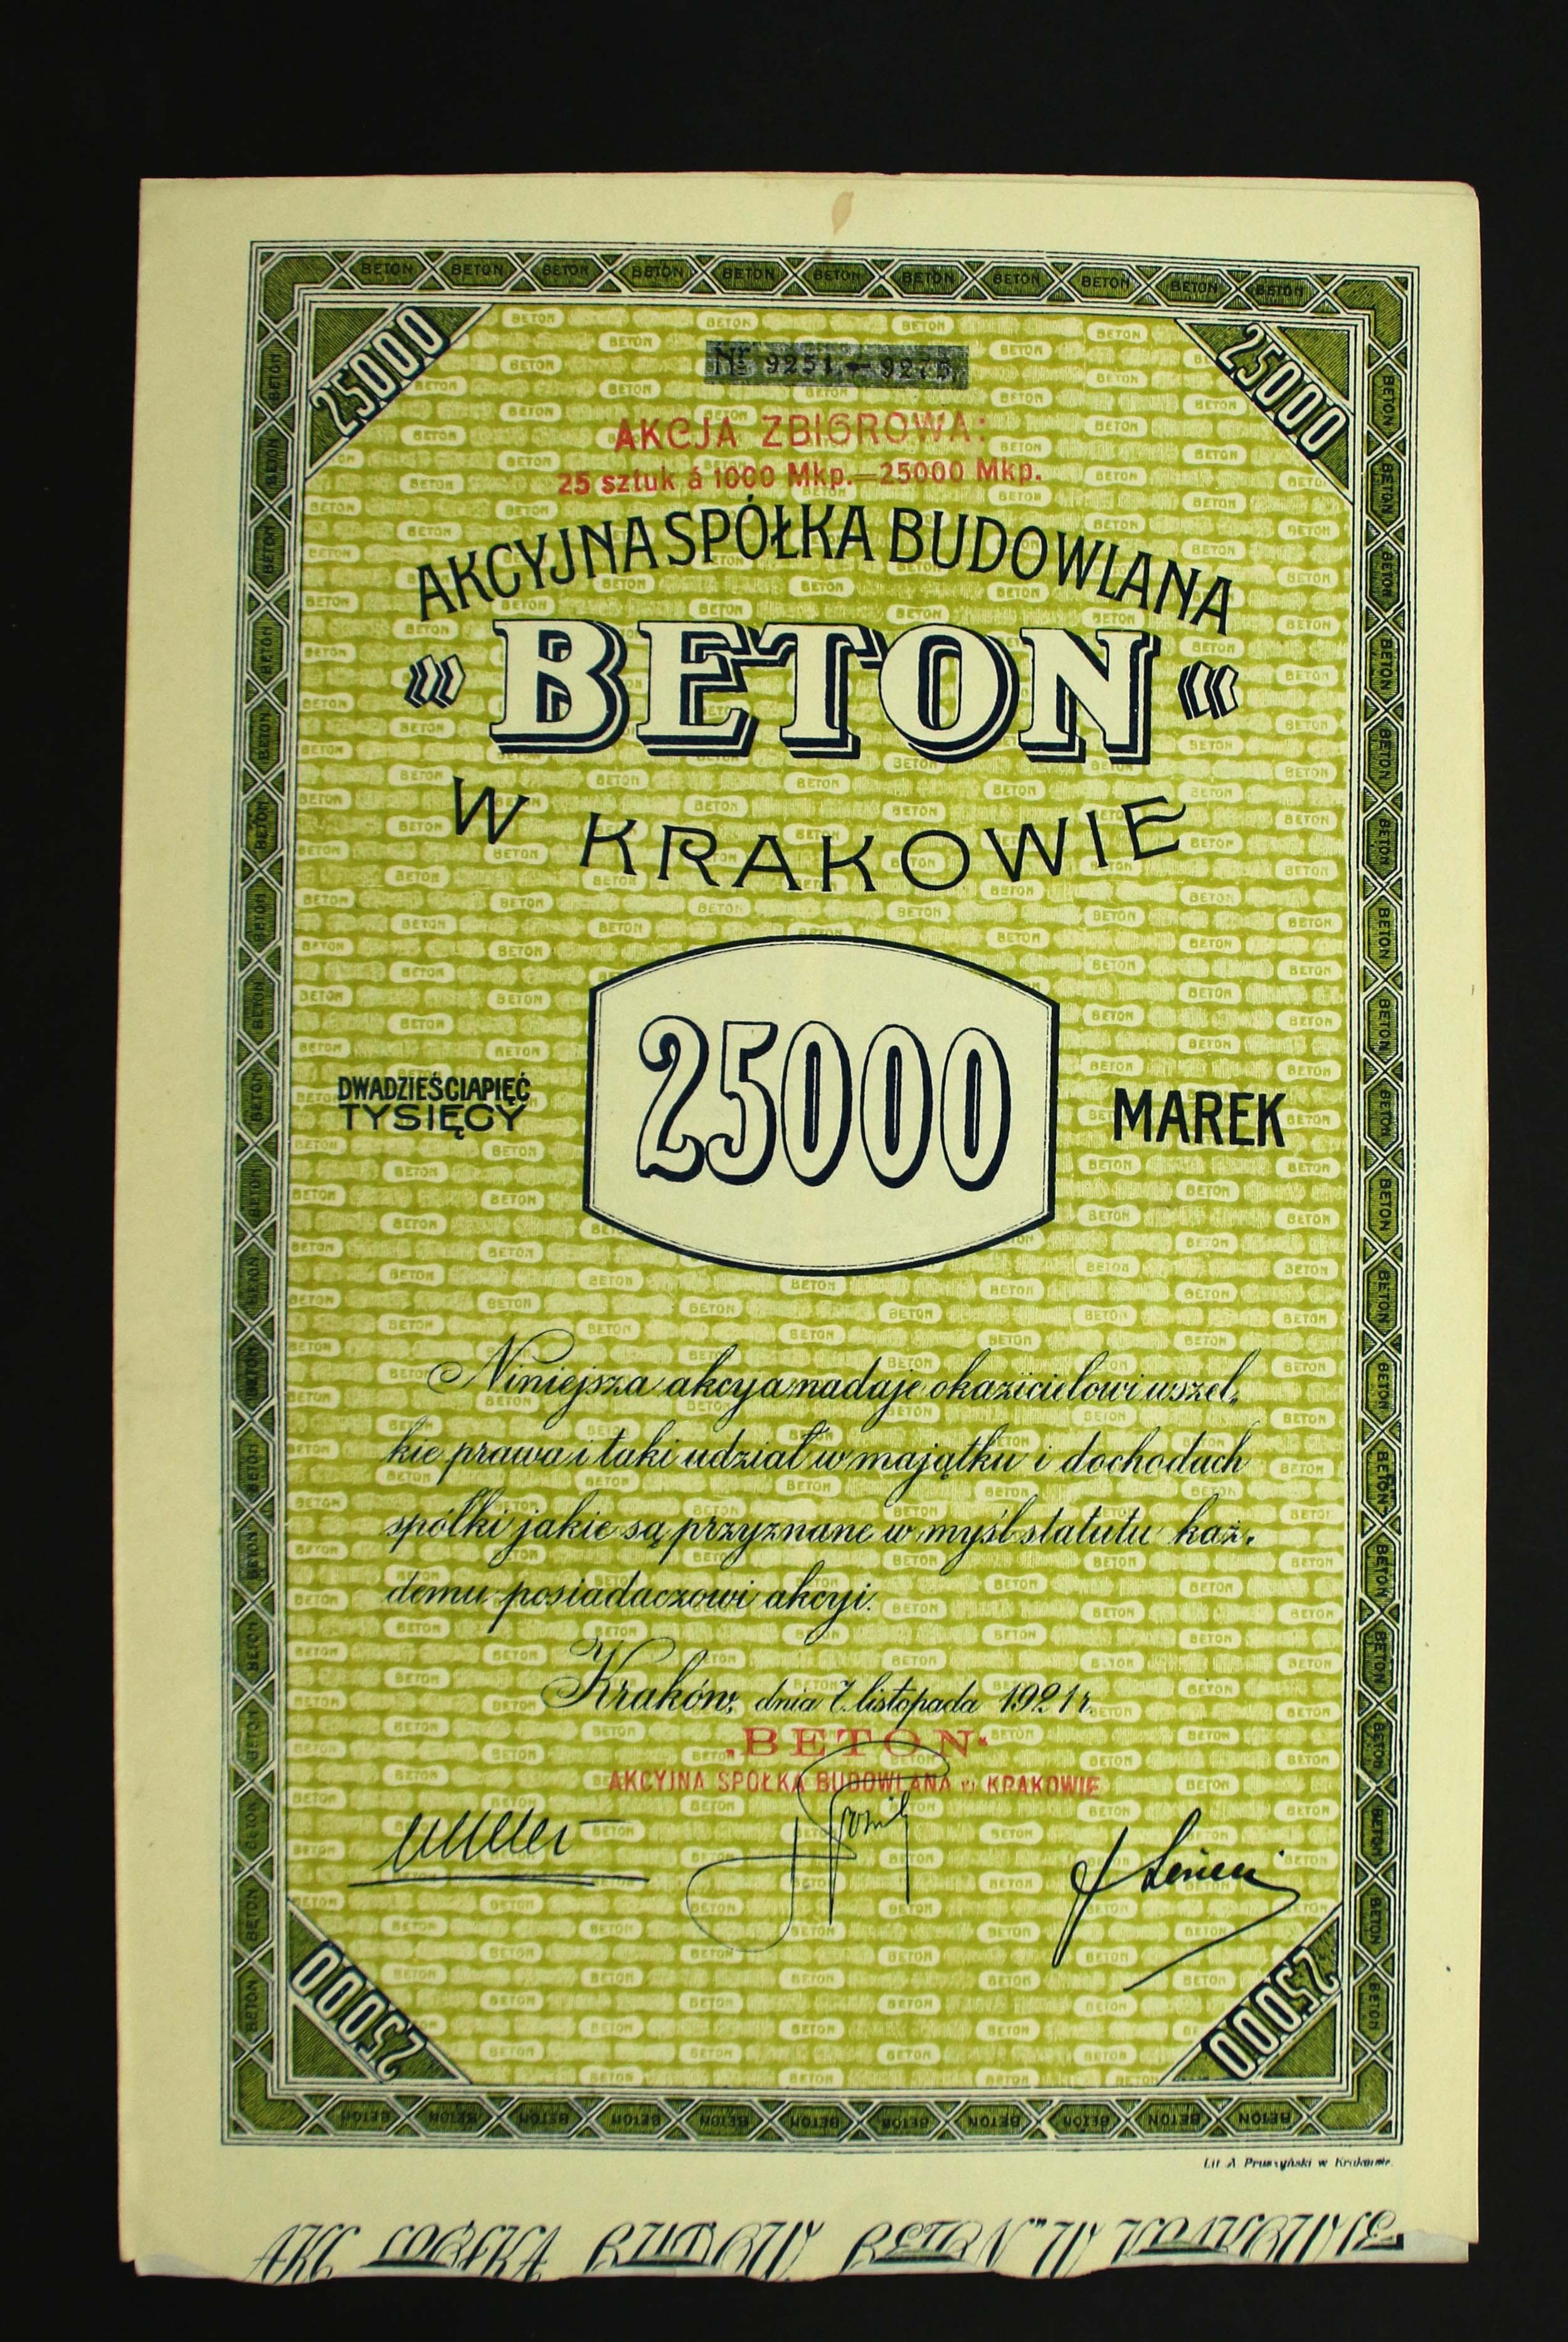 25000
25000
Nr 9251 - 9275
AKCJA ZBIOROWA:
25 sztuk á 1000 Mkp.—25000 Mkp.
AKCYJNA SPÓŁKA BUDOWLANA
»BETON«
W KRAKOWIE
DWADZIEŚCIAPIĘĆ
TYSIĘCY
25000
MAREK
Niniejsza akcya nadaje okazicielowi wszel-
kie prawa i taki udział w majątku i dochodach
spółki jakie są przyznane w myśl statutu każ-
demu posiadaczowi akcyi.
Kraków, dnia 7 listopada 1921 r.
„BETON“
AKCYJNA SPÓŁKA BUDOWLANA w KRAKOWIE
25000
25000
Lit A Pruszyński w Krakowie.